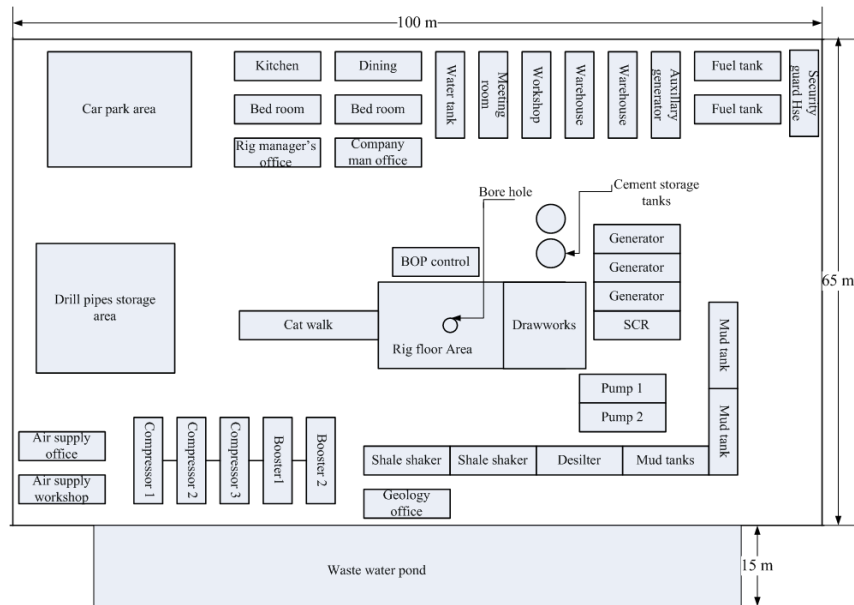 100 m
Kitchen
Dining
Water tank
Meeting
room
Workshop
Warehouse
Warehouse
Auxillary
generator
Fuel tank
Security
guard Hse
Car park area
Bed room
Bed room
Fuel tank
Rig manager's
office
Company
man office
Bore hole
Cement storage
tanks
Generator
BOP control
Generator
65 m
Drill pipes storage
area
Generator
Cat walk
Drawworks
SCR
Rig floor Area
Mud tank
Pump 1
Pump 2
Mud tank
Air supply
office
Compressor 1
Compressor 2
Compressor 3
Booster1
Booster 2
Shale shaker
Shale shaker
Desilter
Mud tanks
Air supply
workshop
Geology
office
Waste water pond
15 m